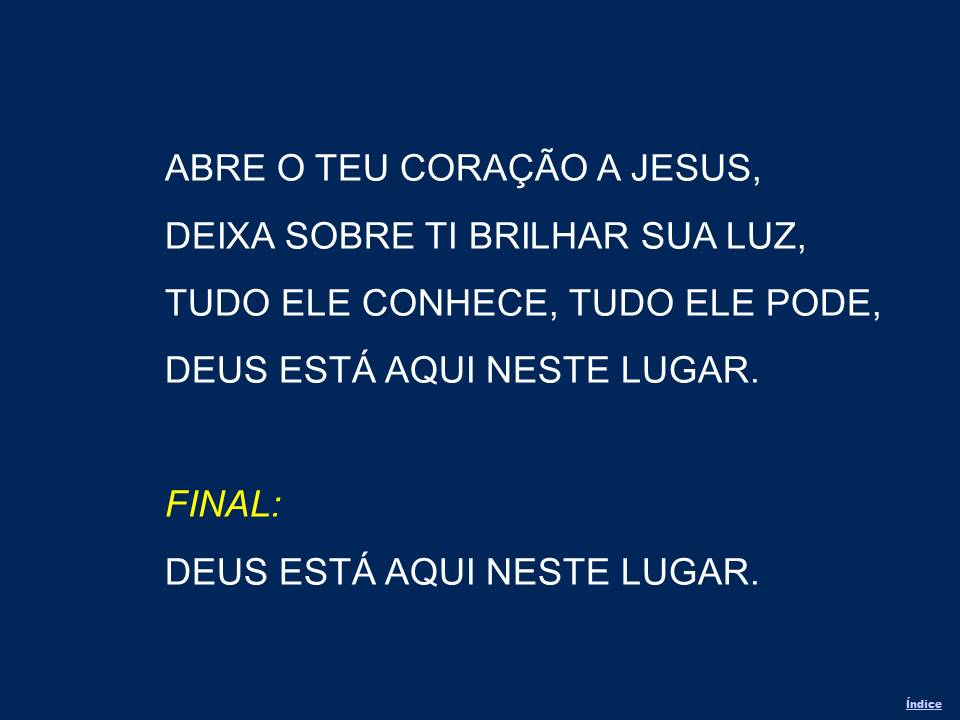 ABRE O TEU CORAÇÃO A JESUS,
DEIXA SOBRE TI BRILHAR SUA LUZ,
TUDO ELE CONHECE, TUDO ELE PODE,
DEUS ESTÁ AQUI NESTE LUGAR.
FINAL:
DEUS ESTÁ AQUI NESTE LUGAR.
Índice